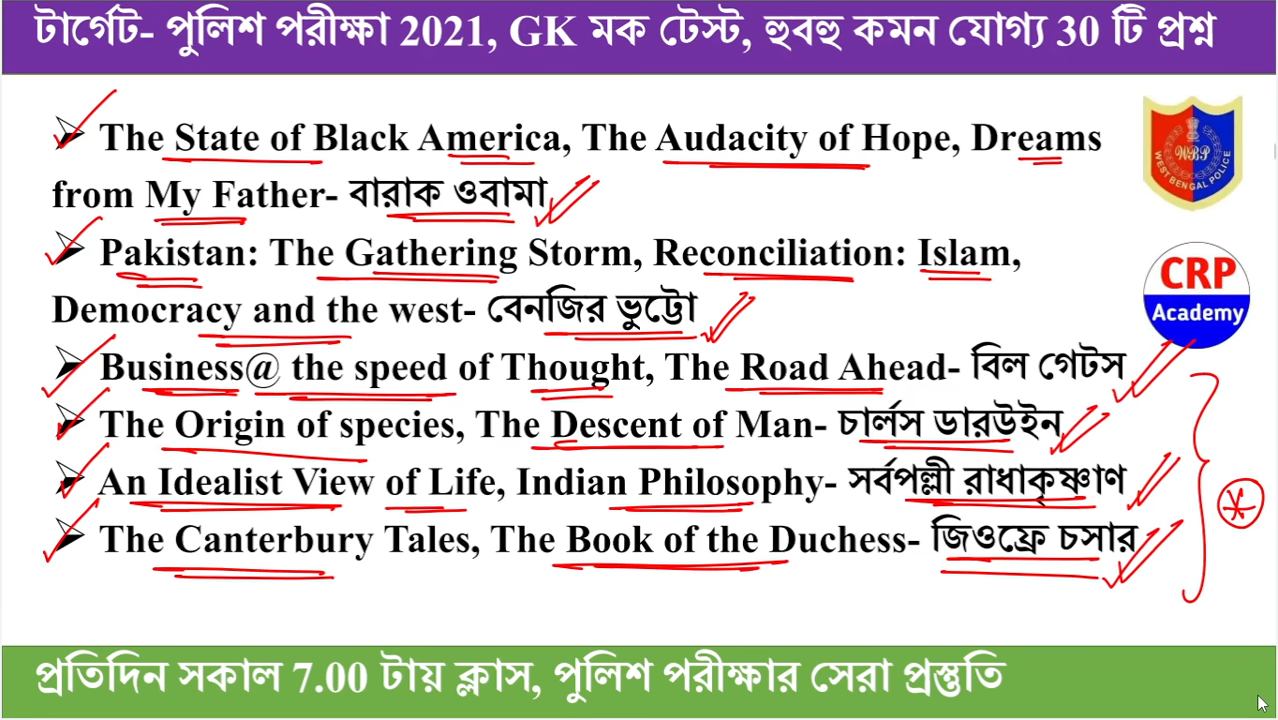 টার্গেট- পুলিশ পরীক্ষা 2021, GK মক টেস্ট, হুবহু কমন যোগ্য 30 টি প্রশ্ন
The State of Black America, The Audacity of Hope, Dreams
from My Father- বারাক ওবামা
Pakistan: The Gathering Storm, Reconciliation: Islam,
Democracy and the west- বেনজির ভুট্টো
Business@ the speed of Thought, The Road Ahead- বিল গেটস
The Origin of species, The Descent of Man- চার্লস ডারউইন
An Idealist View of Life, Indian Philosophy- সর্বপল্লী রাধাকৃষ্ণাণ
The Canterbury Tales, The Book of the Duchess- জিওফ্রে চসার
WBP
WEST BENGAL POLICE
CRP
Academy
প্রতিদিন সকাল 7.00 টায় ক্লাস, পুলিশ পরীক্ষার সেরা প্রস্তুতি